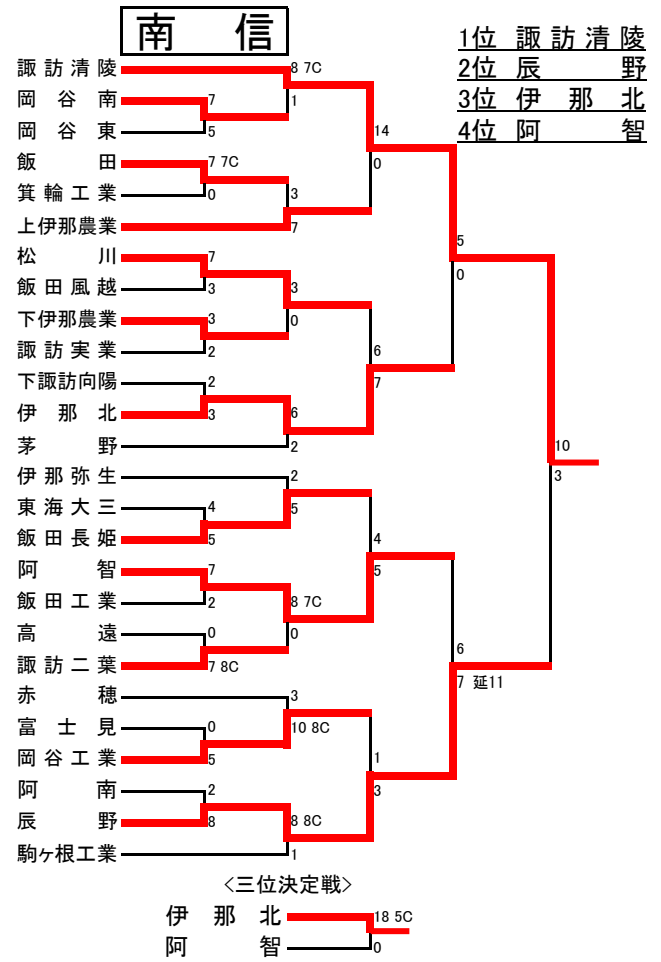 南 信
1位 諏訪清陵
2位 辰野
3位 伊那北
4位 阿智
諏訪清陵
8 7C
岡谷南
7
1
岡谷東
5
14
飯田
7 7C
0
箕輪工業
0
3
上伊那農業
7
松川
7
5
飯田風越
3
3
0
下伊那農業
3
0
諏訪実業
2
6
下諏訪向陽
2
7
伊那北
3
6
茅野
2
10
伊那弥生
2
3
東海大三
4
5
飯田長姫
5
4
阿智
7
5
飯田工業
2
8 7C
高遠
0
0
諏訪二葉
7 8C
6
赤穂
3
7 延11
富士見
0
10 8C
岡谷工業
5
1
阿南
2
3
辰野
8
8 8C
駒ヶ根工業
1
<三位決定戦>
伊那北
18 5C
阿智
0